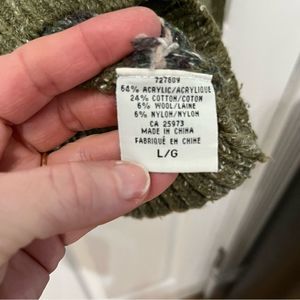 727609
64% ACRYLIC/ACRYLIQUE
24% COTTON/COTON
6% WOOL/LAINE
6% NYLON/NYLON
CA 25973
MADE IN CHINA
FABRIQUÉ EN CHINE
L/G